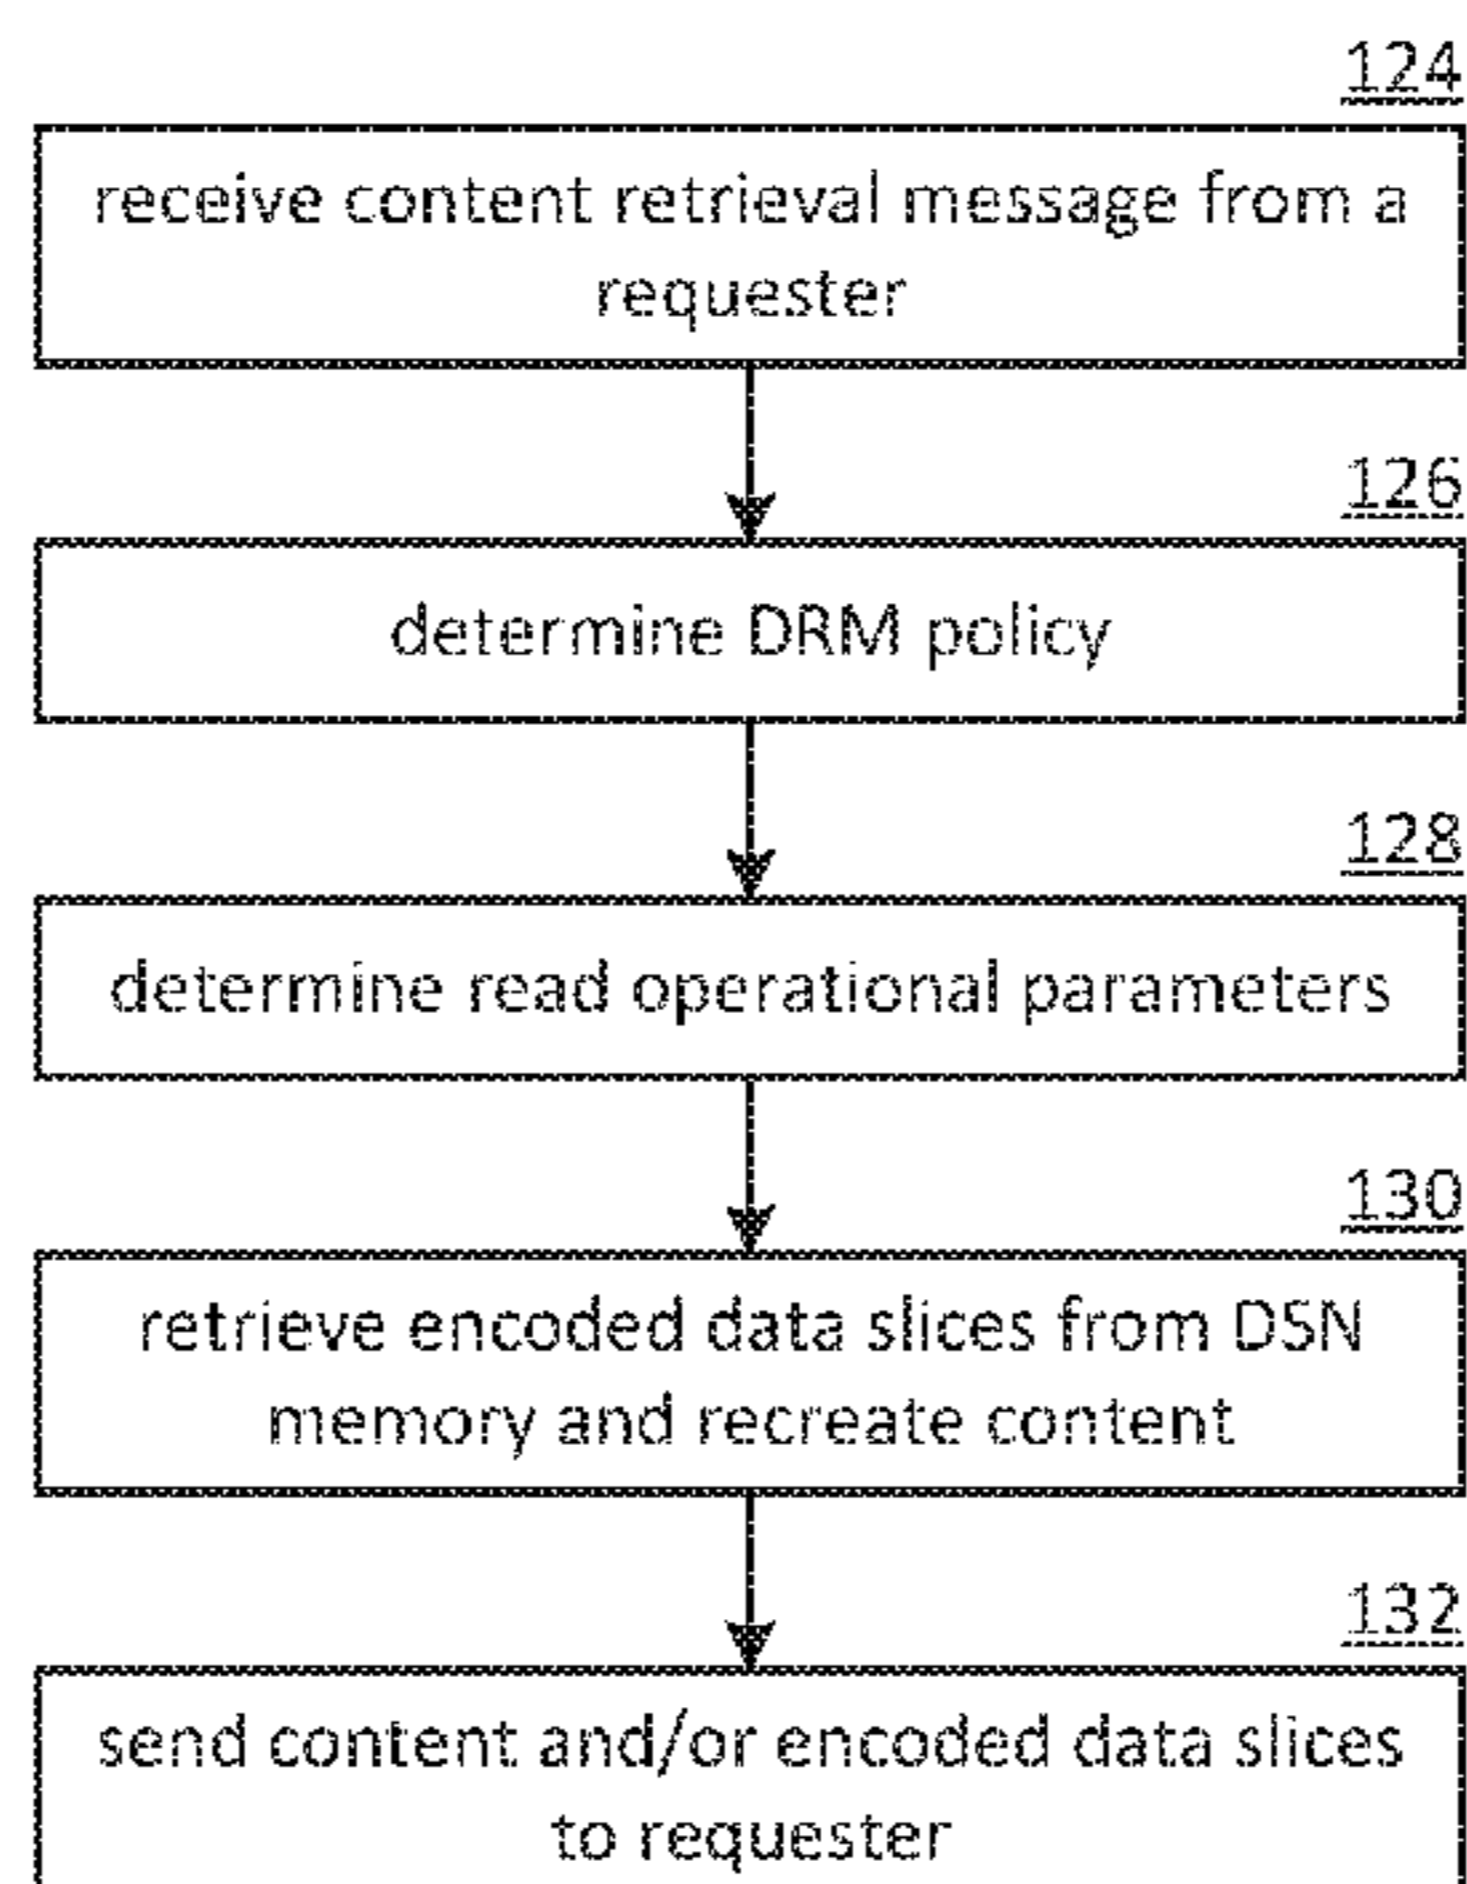 124
receive content retrieval message from a
requester
126
determine DRM policy
128
determine read operational parameters
130
retrieve encoded data slices from DSN
memory and recreate content
132
send content and/or encoded data slices
to requester